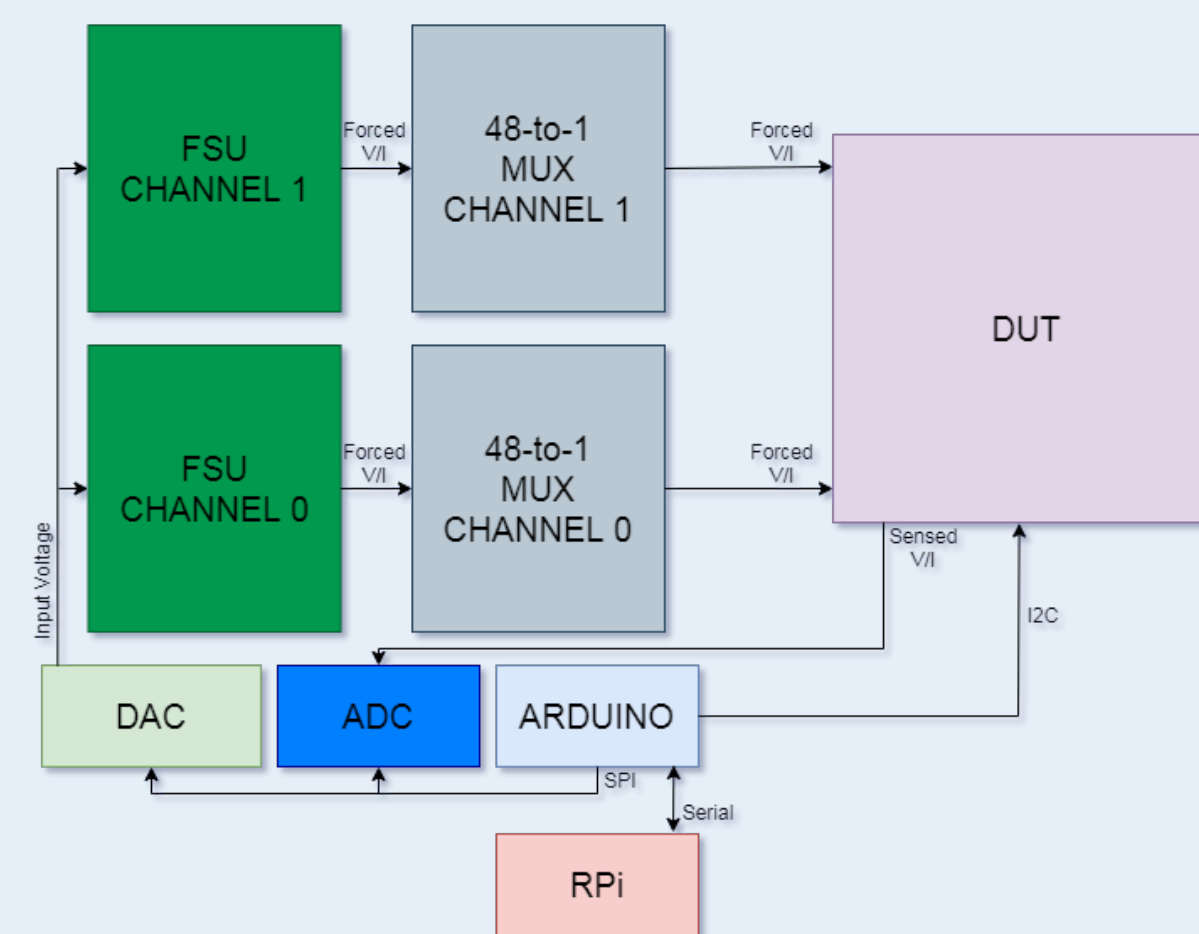 FSU
CHANNEL 1
Forced
V/I
48-to-1
MUX
CHANNEL 1
Forced
V/I
DUT
FSU
CHANNEL 0
Forced
V/I
48-to-1
MUX
CHANNEL 0
Forced
V/I
Input Voltage
Sensed
V/I
I2C
DAC
ADC
ARDUINO
SPI
Serial
RPi